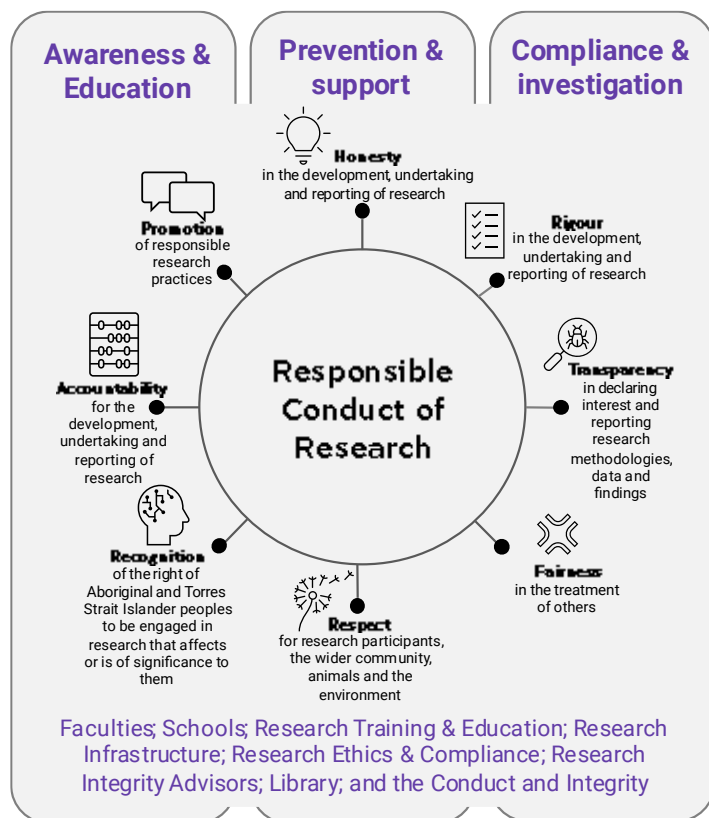 Awareness &
Education
Prevention &
support
Compliance &
investigation
Honesty
in the development, undertaking
and reporting of research
Promotion
of responsible
research
practices
Rigour
in the development,
undertaking and
reporting of research
Accountability
for the
development,
undertaking and
reporting of
research
Responsible
Conduct of
Research
Transparency
in declaring
interest and
reporting
research
methodologies,
data and
findings
Recognition
of the right of
Aboriginal and Torres
Strait Islander peoples
to be engaged in
research that affects
or is of significance to
them
Respect
for research participants,
the wider community,
animals and the
environment
Fairness
in the treatment
of others
Faculties; Schools; Research Training & Education; Research
Infrastructure; Research Ethics & Compliance; Research
Integrity Advisors; Library; and the Conduct and Integrity